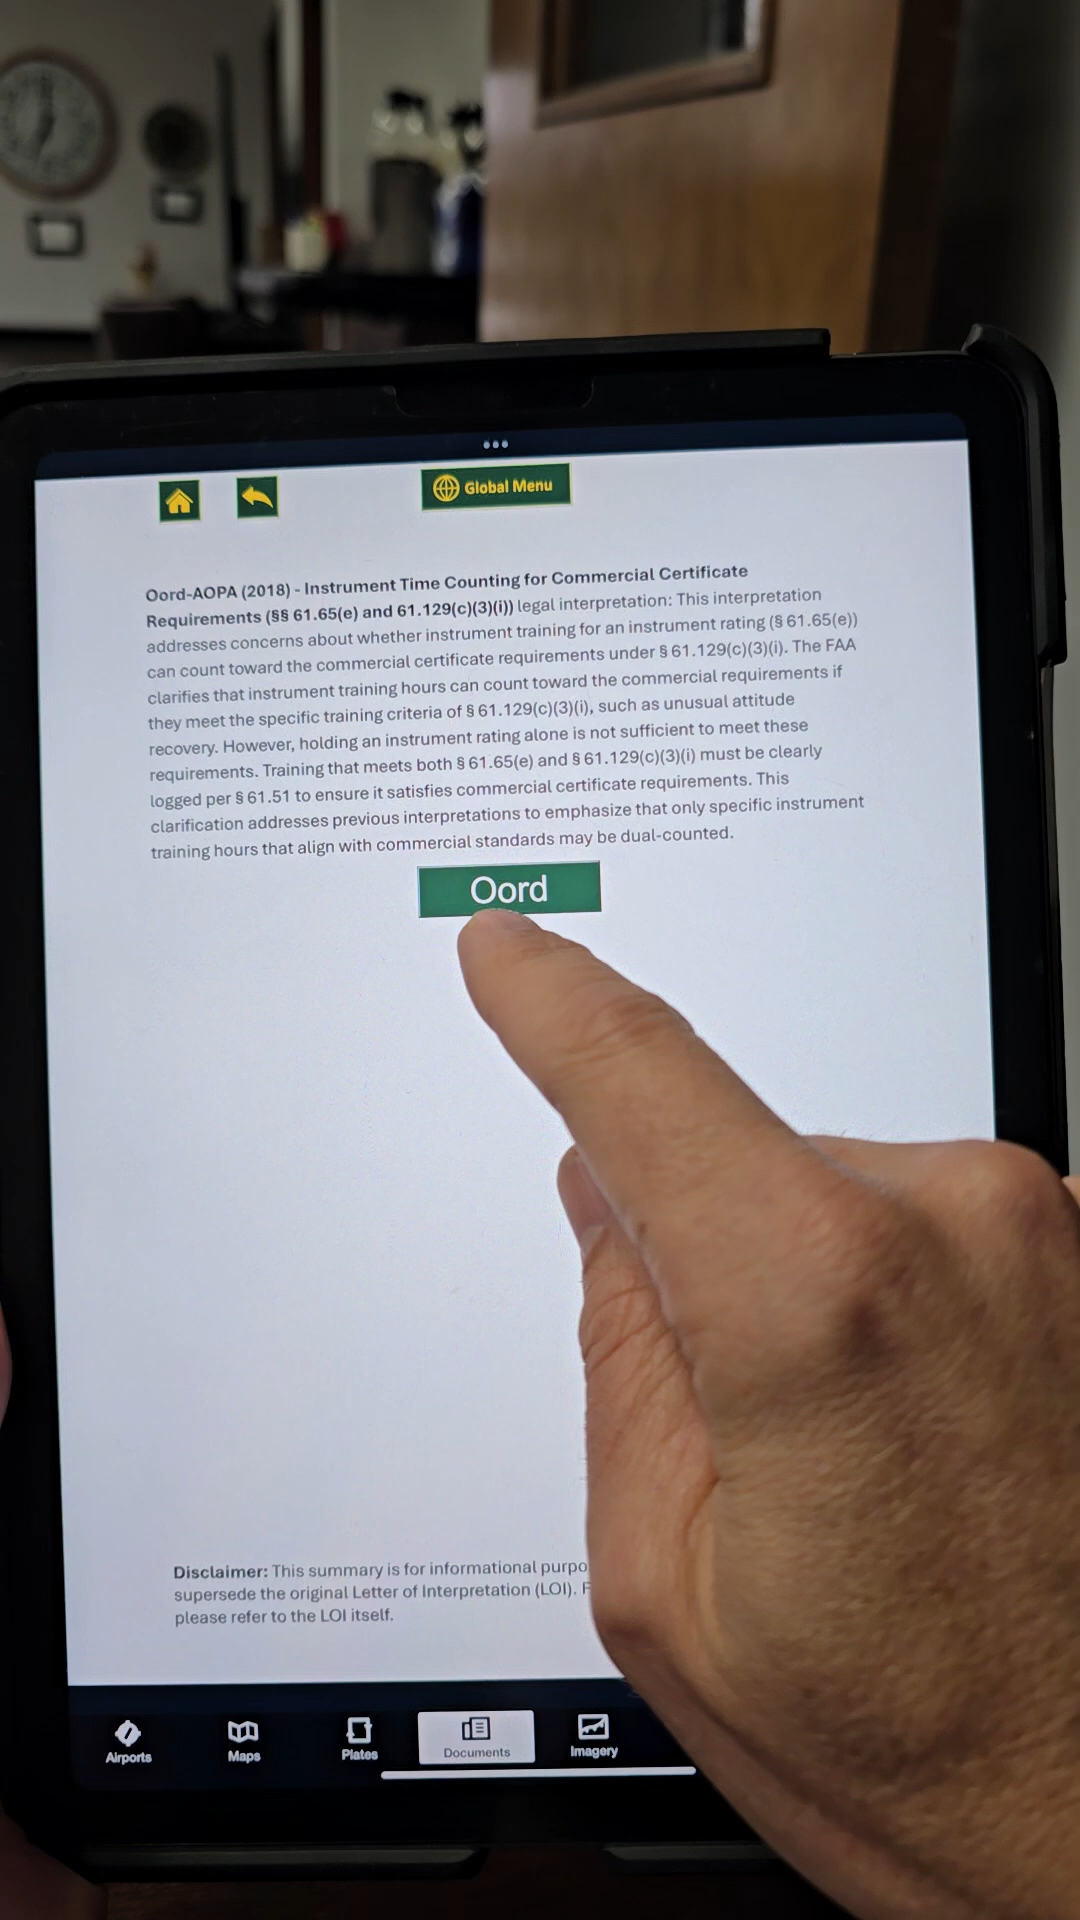 Global Menu
Oord-AOPA (2018) - Instrument Time Counting for Commercial Certificate
Requirements (§§ 61.65(e) and 61.129(c)(3)(i)) legal interpretation: This interpretation
addresses concerns about whether instrument training for an instrument rating (§ 61.65(e))
can count toward the commercial certificate requirements under § 61.129(c)(3)(i). The FAA
clarifies that instrument training hours can count toward the commercial requirements if
they meet the specific training criteria of § 61.129(c)(3)(i), such as unusual attitude
recovery. However, holding an instrument rating alone is not sufficient to meet these
requirements. Training that meets both § 61.65(e) and § 61.129(c)(3)(i) must be clearly
logged per § 61.51 to ensure it satisfies commercial certificate requirements. This
clarification addresses previous interpretations to emphasize that only specific instrument
training hours that align with commercial standards may be dual-counted.
Oord
Disclaimer: This summary is for informational
supersede the original Letter of Interpretation (LOI).
please refer to the LOI itself.
Airports Maps Plates Documents Imagery